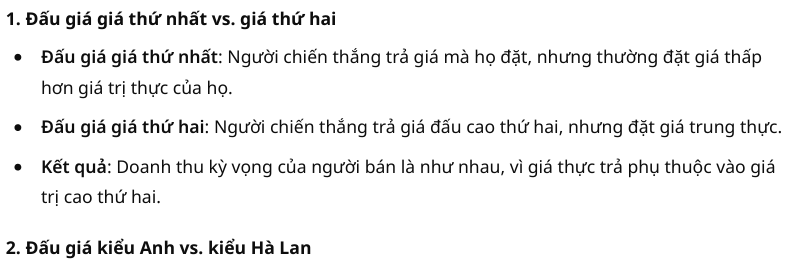 1. Đấu giá giá thứ nhất vs. giá thứ hai
• Đấu giá giá thứ nhất: Người chiến thắng trả giá mà họ đặt, nhưng thường đặt giá thấp
hơn giá trị thực của họ.
• Đấu giá giá thứ hai: Người chiến thắng trả giá đấu cao thứ hai, nhưng đặt giá trung thực.
• Kết quả: Doanh thu kỳ vọng của người bán là như nhau, vì giá thực trả phụ thuộc vào giá
trị cao thứ hai.
2. Đấu giá kiểu Anh vs. kiểu Hà Lan